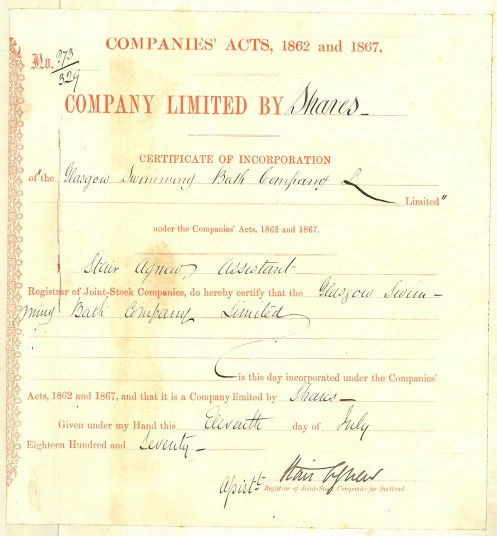 COMPANIES' ACTS, 1862 and 1867.
No. 373
329
COMPANY LIMITED BY Shares
CERTIFICATE OF INCORPORATION
of "the Glasgow Swimming Bath Company L
Limited"
under the Companies' Acts, 1862 and 1867.
Stair Agnew, Assistant
Registrar of Joint-Stock Companies, do hereby certify that the Glasgow Swim-
ming Bath Company Limited
is this day incorporated under the Companies'
Acts, 1862 and 1867, and that it is a Company limited by Shares
Given under my Hand this Eleventh day of July
Eighteen Hundred and Seventy
Stair Agnew
Assist.t Registrar of Joint-Stock Companies for Scotland.